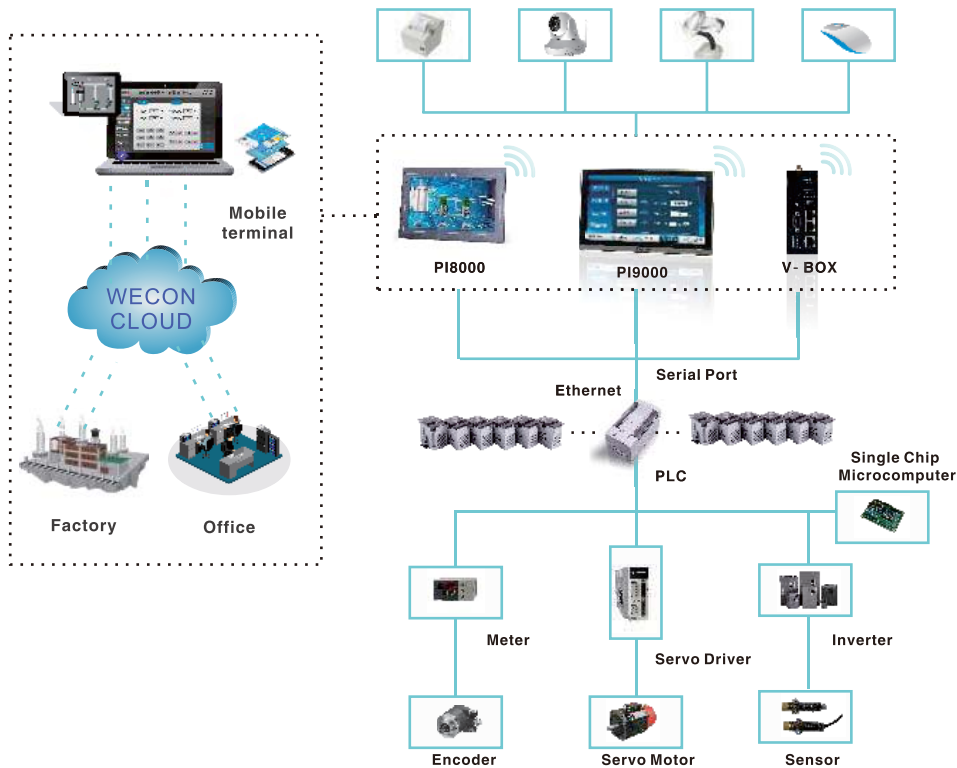 Mobile
terminal
WECON
CLOUD
Factory
Office
PI8000
PI9000
V- BOX
Serial Port
Ethernet
PLC
Single Chip
Microcomputer
Meter
Servo Driver
Inverter
Encoder
Servo Motor
Sensor